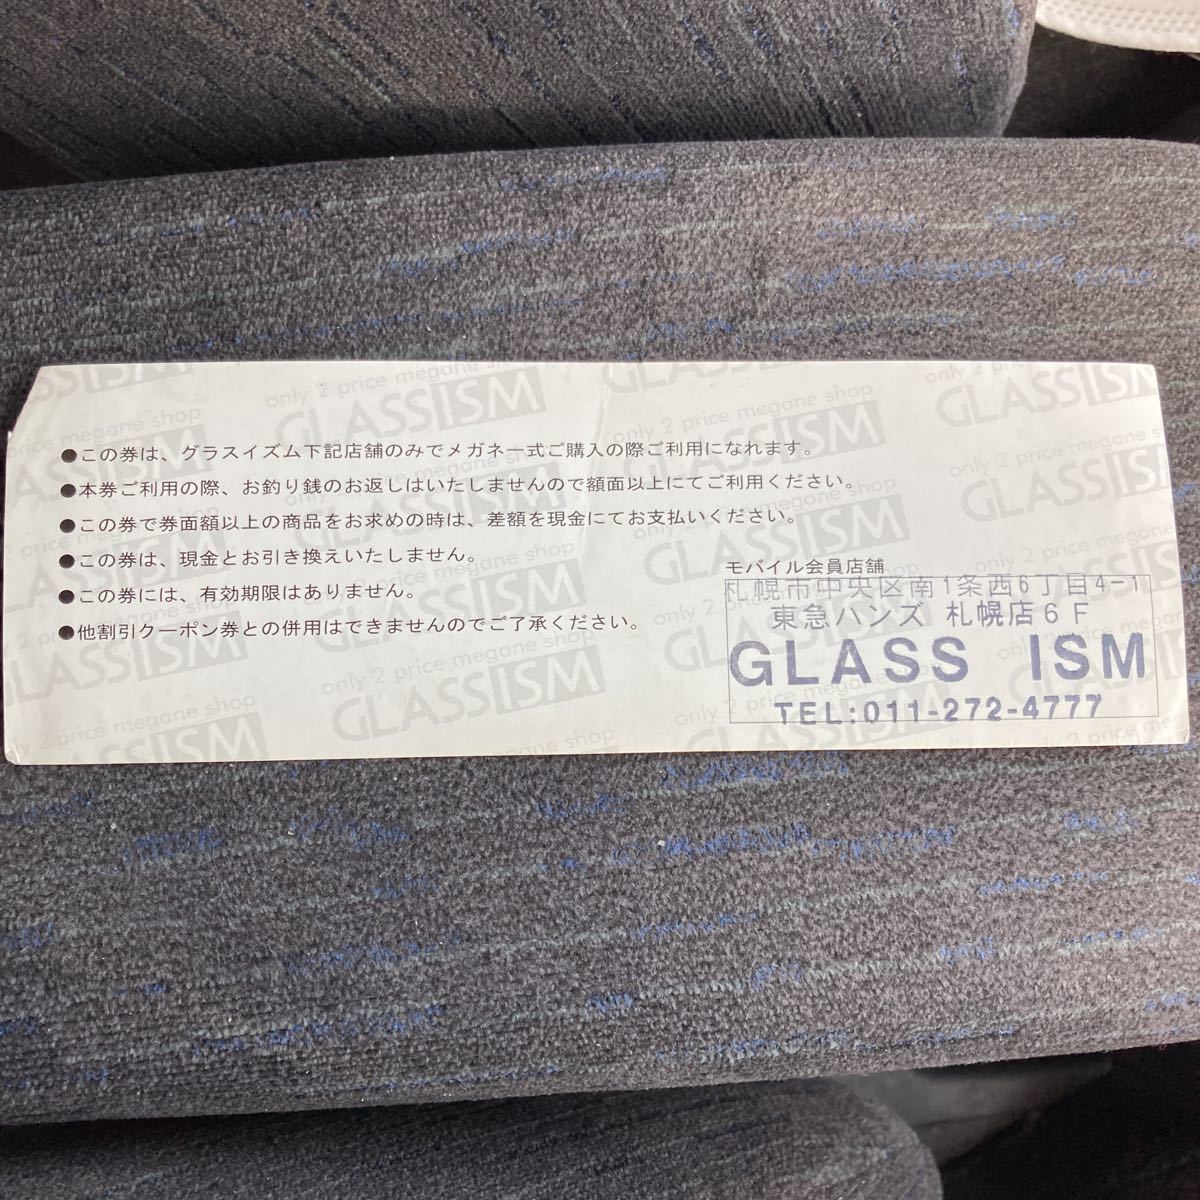 ●この券は、グラスイズム下記店舗のみでメガネ一式ご購入の際ご利用になれます。
●本券ご利用の際、お釣り銭のお返しはいたしませんので額面以上にてご利用ください。
●この券で券面額以上の商品をお求めの時は、差額を現金にてお支払いください。
●この券は、現金とお引き換えいたしません。
●この券には、有効期限はありません。
●他割引クーポン券との併用はできませんのでご了承ください。
モバイル会員店舗
札幌市中央区南1条西6丁目4-1
東急ハンズ 札幌店6F
GLASS ISM
TEL:011-272-4777
only 2 price megane shop
GLASSISM